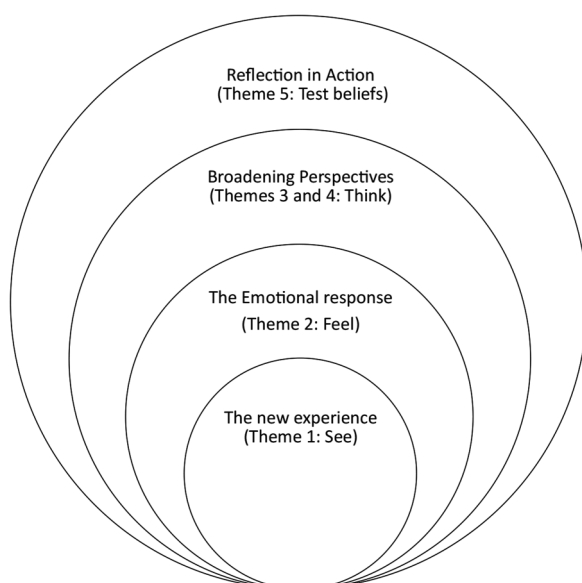 Reflection in Action
(Theme 5: Test beliefs)
Broadening Perspectives
(Themes 3 and 4: Think)
The Emotional response
(Theme 2: Feel)
The new experience
(Theme 1: See)